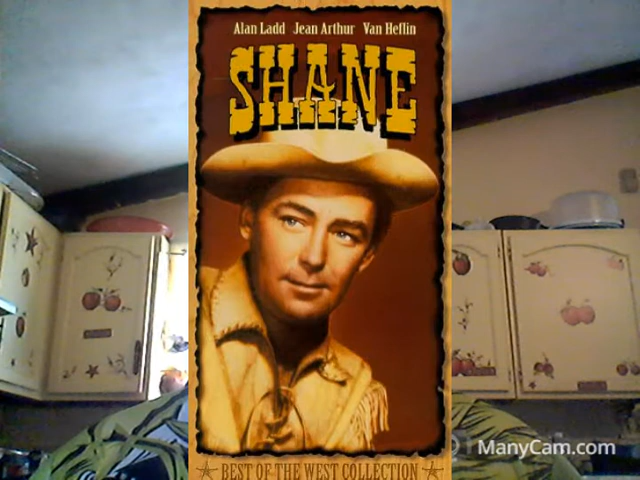 Alan Ladd Jean Arthur Van Heflin
SHANE
BEST OF THE WEST COLLECTION
ManyCam.com